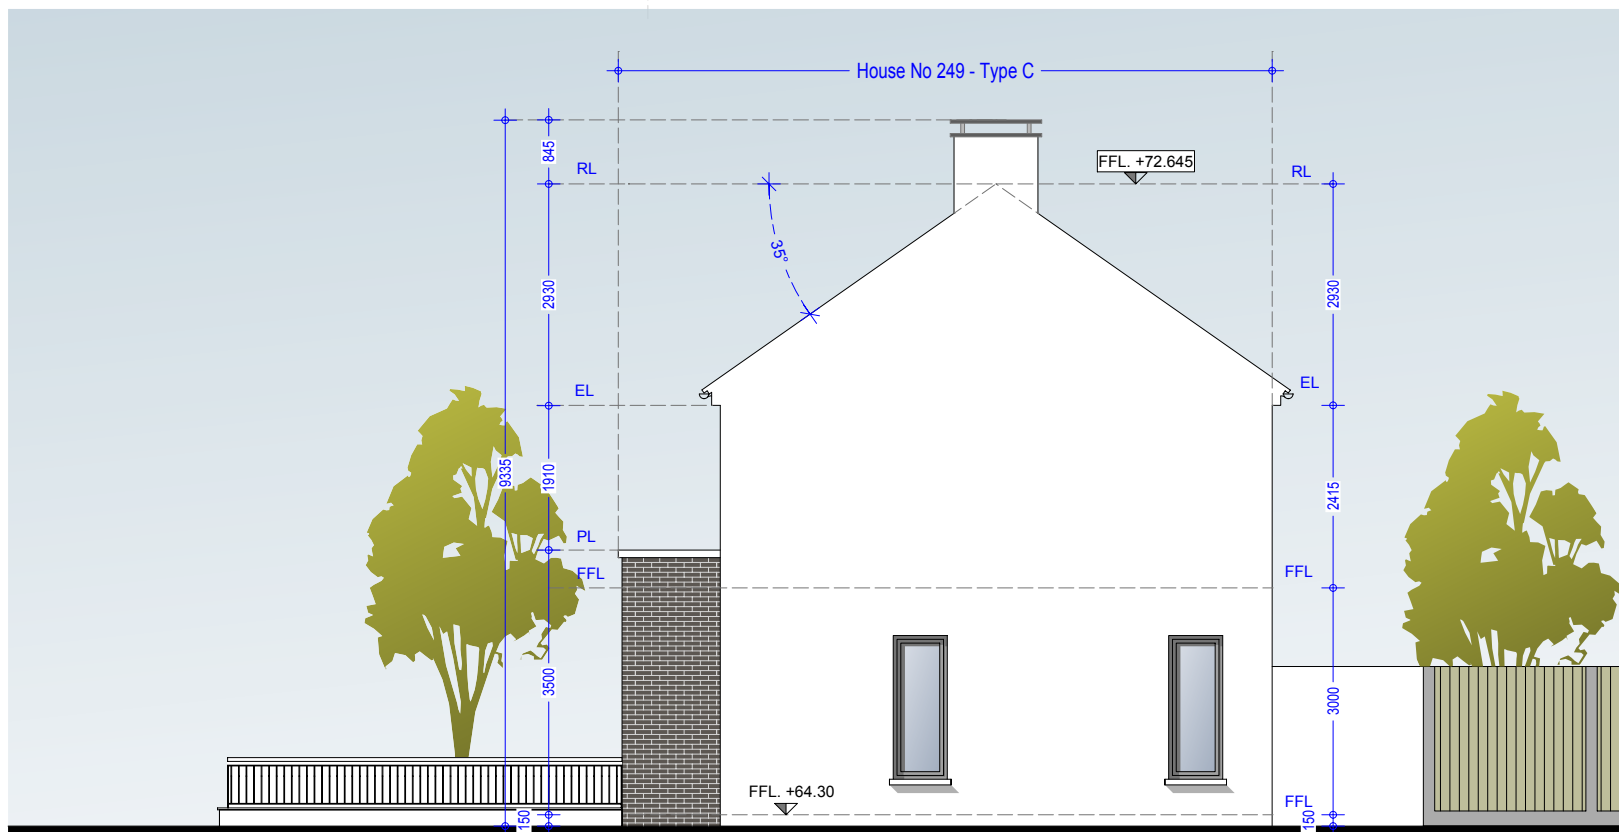 House No 249 - Type C
845
RL
FFL. +72.645
RL
35°
2930
2930
EL
EL
9335
1910
2415
PL
FFL
FFL
3500
3000
FFL. +64.30
FFL
150
150